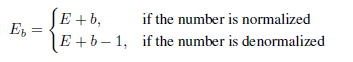 E_b = { E + b, if the number is normalized
E + b − 1, if the number is denormalized